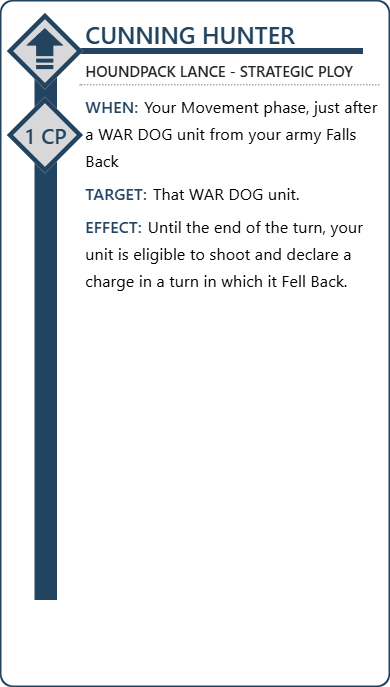 CUNNING HUNTER
HOUNDPACK LANCE - STRATEGIC PLOY
1 CP
WHEN: Your Movement phase, just after
a WAR DOG unit from your army Falls
Back
TARGET: That WAR DOG unit.
EFFECT: Until the end of the turn, your
unit is eligible to shoot and declare a
charge in a turn in which it Fell Back.